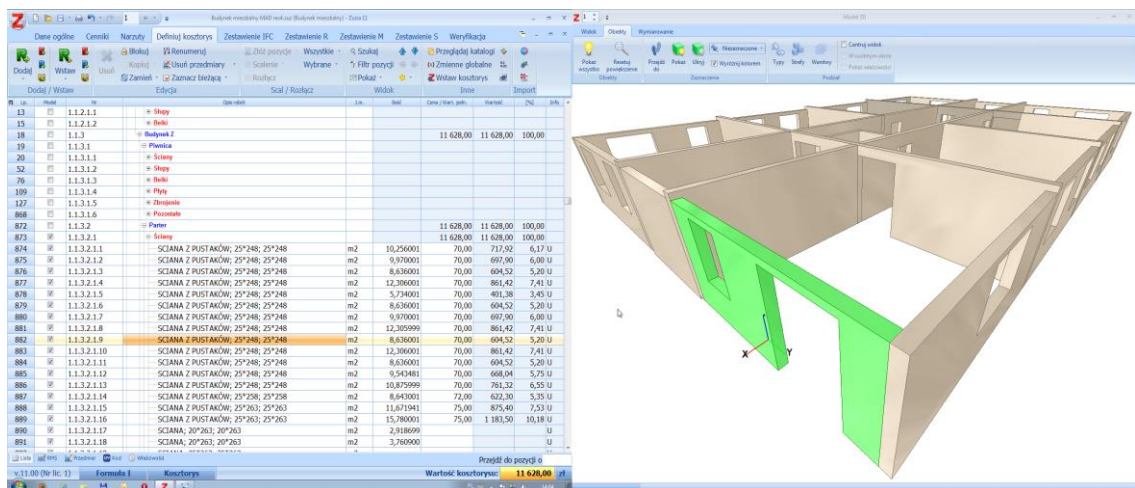 Budynek mieszkalny MAD wo4.zuz (Budynek mieszkalny) - Zuzia 11
Dane ogólne Cenniki Narzuty Definiuj kosztorys Zestawienie IFC Zestawienie R Zestawienie M Zestawienie S Weryfikacja
Dodaj Wstaw Usuń
Blokuj Renumeruj Złóż pozycje Wszystkie Szukaj Przeglądaj katalogi
Kopiuj Usuń przedmiary Scalenie Wybrane Filtr pozycji Zmienne globalne
Zamień Zaznacz bieżącą Rozłącz Pokaż Wstaw kosztorys
Dodaj / Wstaw Edycja Scal / Rozłącz Widok Inne Import
Lp. Model Nr Opis robót J.m. Ilość Cena / Wart. jedn. Wartość [%] Info
13 1.1.2.1.1 Słupy
15 1.1.2.1.2 Belki
18 1.1.3 Budynek Z 11 628,00 11 628,00 100,00
19 1.1.3.1 Piwnica
20 1.1.3.1.1 Ściany
52 1.1.3.1.2 Stopy
76 1.1.3.1.3 Belki
109 1.1.3.1.4 Płyty
127 1.1.3.1.5 Zbrojenie
868 1.1.3.1.6 Pozostałe
872 1.1.3.2 Parter 11 628,00 11 628,00 100,00
873 1.1.3.2.1 Ściany 11 628,00 11 628,00 100,00
874 1.1.3.2.1.1 SCIANA Z PUSTAKÓW; 25*248; 25*248 m2 10,256001 70,00 717,92 6,17 U
875 1.1.3.2.1.2 SCIANA Z PUSTAKÓW; 25*248; 25*248 m2 9,970001 70,00 697,90 6,00 U
876 1.1.3.2.1.3 SCIANA Z PUSTAKÓW; 25*248; 25*248 m2 8,636001 70,00 604,52 5,20 U
877 1.1.3.2.1.4 SCIANA Z PUSTAKÓW; 25*248; 25*248 m2 12,306001 70,00 861,42 7,41 U
878 1.1.3.2.1.5 SCIANA Z PUSTAKÓW; 25*248; 25*248 m2 5,734001 70,00 401,38 3,45 U
879 1.1.3.2.1.6 SCIANA Z PUSTAKÓW; 25*248; 25*248 m2 8,636001 70,00 604,52 5,20 U
880 1.1.3.2.1.7 SCIANA Z PUSTAKÓW; 25*248; 25*248 m2 9,970001 70,00 697,90 6,00 U
881 1.1.3.2.1.8 SCIANA Z PUSTAKÓW; 25*248; 25*248 m2 12,305999 70,00 861,42 7,41 U
882 1.1.3.2.1.9 SCIANA Z PUSTAKÓW; 25*248; 25*248 m2 8,636001 70,00 604,52 5,20 U
883 1.1.3.2.1.10 SCIANA Z PUSTAKÓW; 25*248; 25*248 m2 12,306001 70,00 861,42 7,41 U
884 1.1.3.2.1.11 SCIANA Z PUSTAKÓW; 25*248; 25*248 m2 8,636001 70,00 604,52 5,20 U
885 1.1.3.2.1.12 SCIANA Z PUSTAKÓW; 25*248; 25*248 m2 9,543481 70,00 668,04 5,75 U
886 1.1.3.2.1.13 SCIANA Z PUSTAKÓW; 25*248; 25*248 m2 10,875999 70,00 761,32 6,55 U
887 1.1.3.2.1.14 SCIANA Z PUSTAKÓW; 25*258; 25*258 m2 8,643001 72,00 622,30 5,35 U
888 1.1.3.2.1.15 SCIANA Z PUSTAKÓW; 25*263; 25*263 m2 11,671941 75,00 875,40 7,53 U
889 1.1.3.2.1.16 SCIANA Z PUSTAKÓW; 25*263; 25*263 m2 15,780001 75,00 1 183,50 10,18 U
890 1.1.3.2.1.17 SCIANA; 20*263; 20*263 m2 2,918699 U
891 1.1.3.2.1.18 SCIANA; 20*263; 20*263 m2 3,760900 U
Lista RMS Przedmiar Kod Właściwości Przejdź do pozycji o
v.11.00 (Nr lic. 1) Formuła I Kosztorys Wartość kosztorysu: 11 628,00 zł
Model 3D
Widok Obiekty Wymiarowanie
Pokaż wszystko Resetuj powiększenie Przejdź do Pokaż Ukryj Niezaznaczone Wyróżnij kolorem Typy Strefy Warstwy Centruj widok
W osobnym oknie
Pokaż właściwości
Obiekty Zaznaczenie Podział
X Y